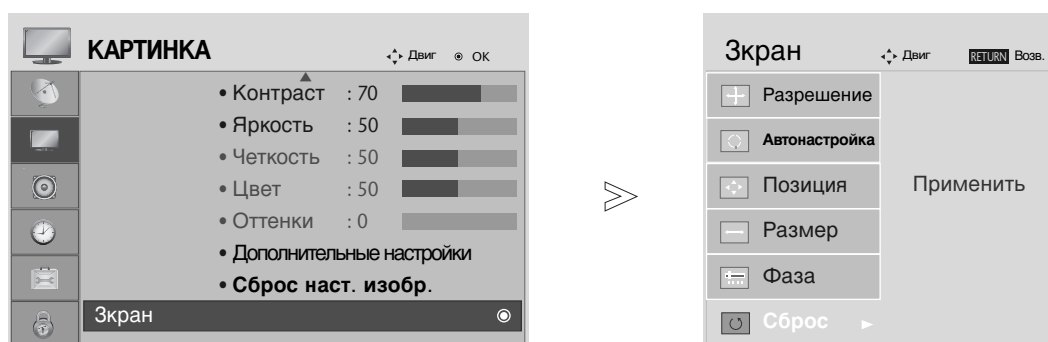 КАРТИНКА
Двиг ОК
• Контраст : 70
• Яркость : 50
• Четкость : 50
• Цвет : 50
• Оттенки : 0
• Дополнительные настройки
• Сброс наст. изобр.
Зкран
Зкран
Двиг RETURN Возв.
Разрешение
Автонастройка
Позиция
Применить
Размер
Фаза
Сброс